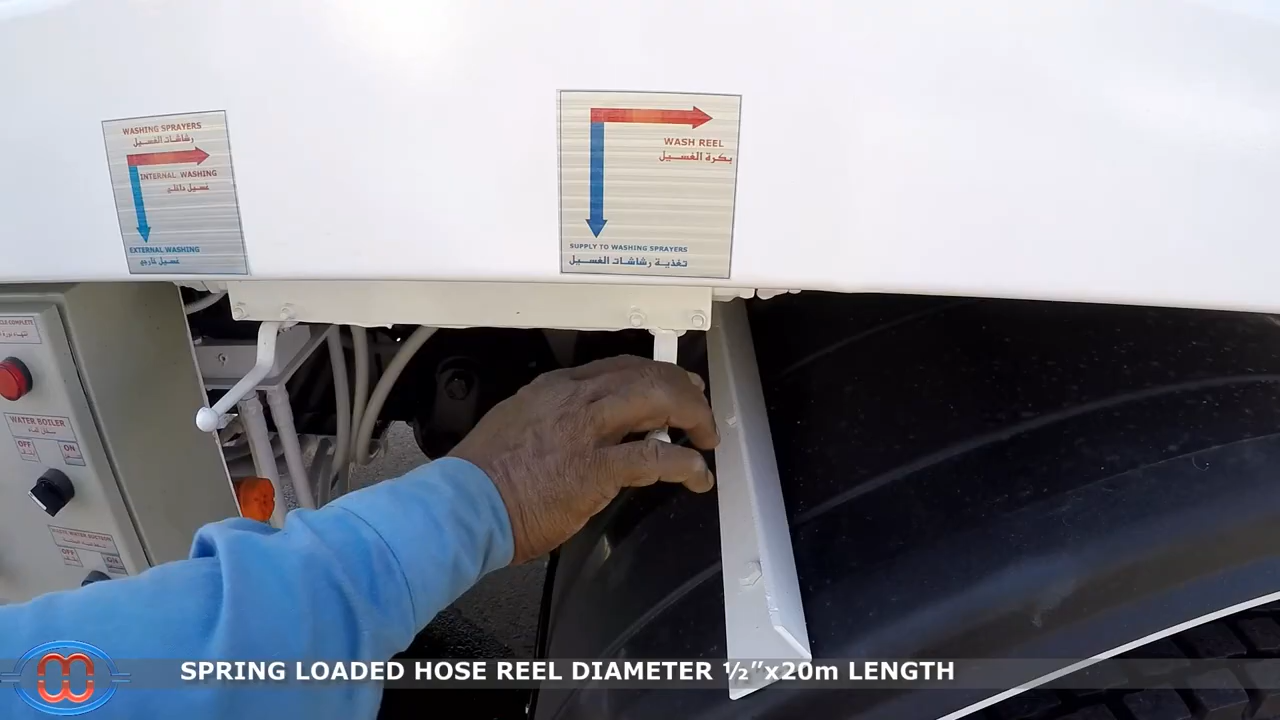 WASHING SPRAYERS
رشاشات الغسيل
INTERNAL WASHING
غسيل داخلي
EXTERNAL WASHING
غسيل خارجي
WASH REEL
بكرة الغسيل
SUPPLY TO WASHING SPRAYERS
تغذية رشاشات الغسيل
WATER BOILER
OFF
ON
OFF
ON
SPRING LOADED HOSE REEL DIAMETER ½”x20m LENGTH